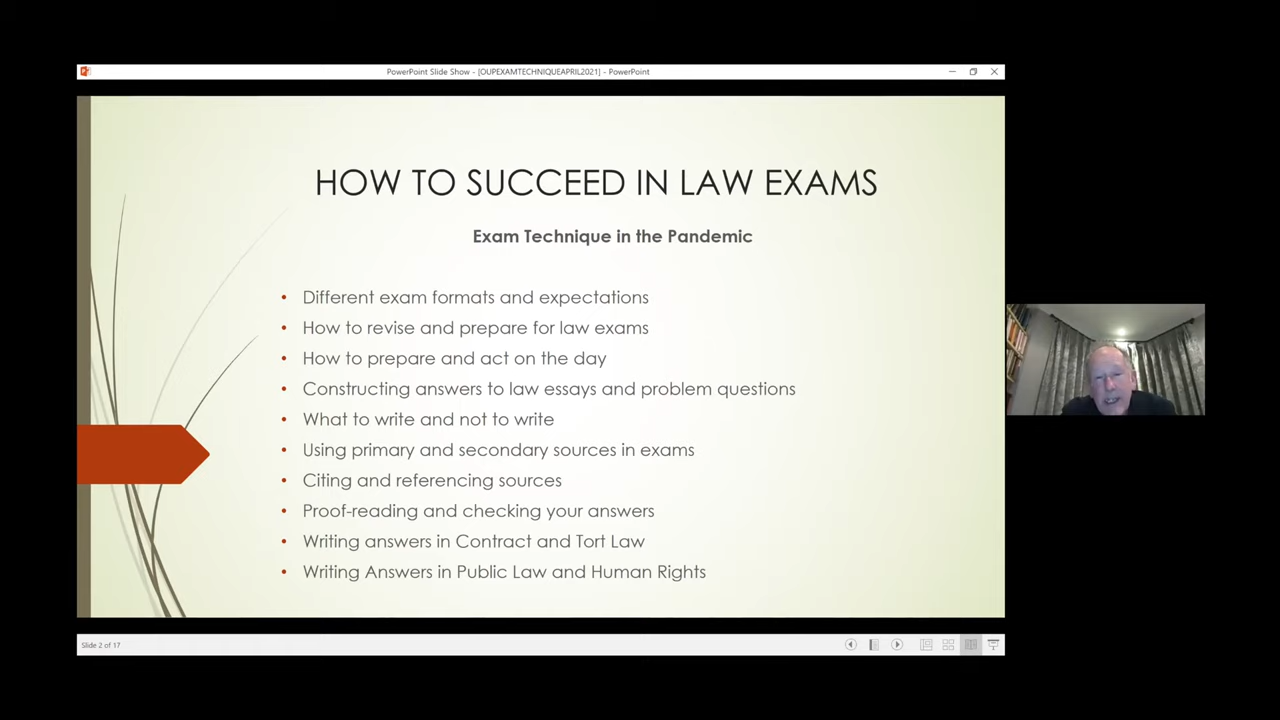 PowerPoint Slide Show - [OUPEXAMTECHNIQUEAPRIL2021] - PowerPoint
HOW TO SUCCEED IN LAW EXAMS
Exam Technique in the Pandemic
• Different exam formats and expectations
• How to revise and prepare for law exams
• How to prepare and act on the day
• Constructing answers to law essays and problem questions
• What to write and not to write
• Using primary and secondary sources in exams
• Citing and referencing sources
• Proof-reading and checking your answers
• Writing answers in Contract and Tort Law
• Writing Answers in Public Law and Human Rights
Slide 2 of 17